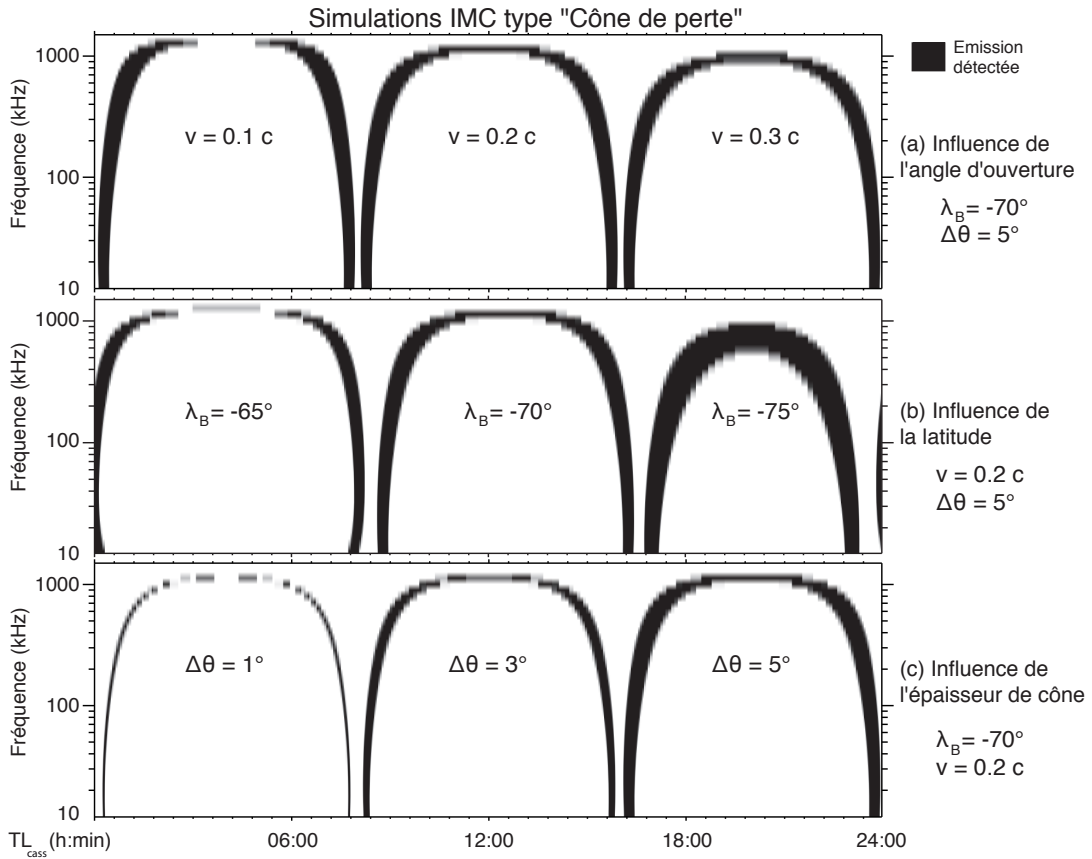 Simulations IMC type "Cône de perte"
Fréquence (kHz)
1000
100
10
v = 0.1 c
v = 0.2 c
v = 0.3 c
Emission
détectée
(a) Influence de
l'angle d'ouverture
λB= -70°
Δθ = 5°
Fréquence (kHz)
1000
100
10
λB= -65°
λB= -70°
λB= -75°
(b) Influence de
la latitude
v = 0.2 c
Δθ = 5°
Fréquence (kHz)
1000
100
10
Δθ = 1°
Δθ = 3°
Δθ = 5°
(c) Influence de
l'épaisseur de cône
λB= -70°
v = 0.2 c
TLcass (h:min)
06:00
12:00
18:00
24:00